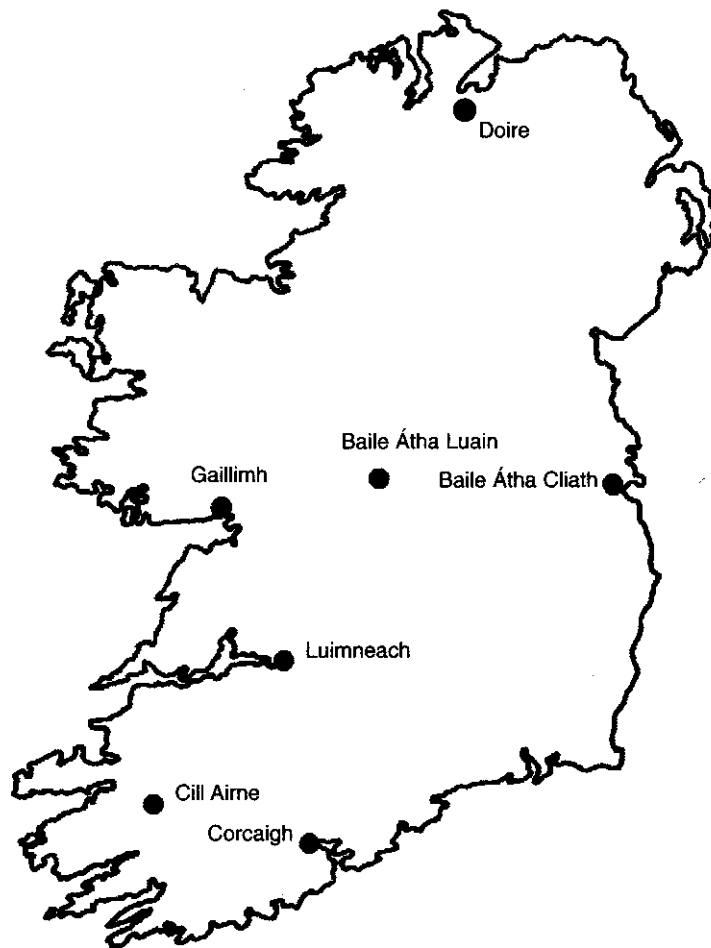 Doire
Baile Átha Luain
Gaillimh
Baile Átha Cliath
Luimneach
Cill Airne
Corcaigh